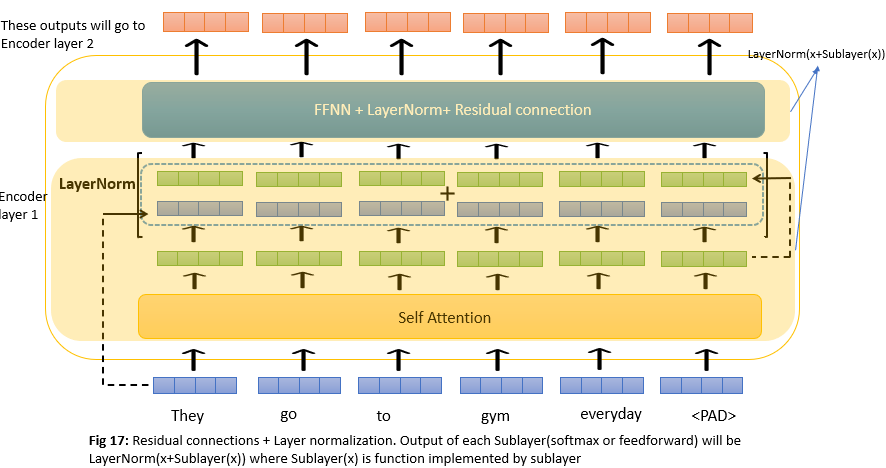 These outputs will go to
Encoder layer 2
LayerNorm(x+Sublayer(x))
FFNN + LayerNorm+ Residual connection
LayerNorm
+
Encoder
layer 1
Self Attention
They go to gym everyday <PAD>
Fig 17: Residual connections + Layer normalization. Output of each Sublayer(softmax or feedforward) will be
LayerNorm(x+Sublayer(x)) where Sublayer(x) is function implemented by sublayer